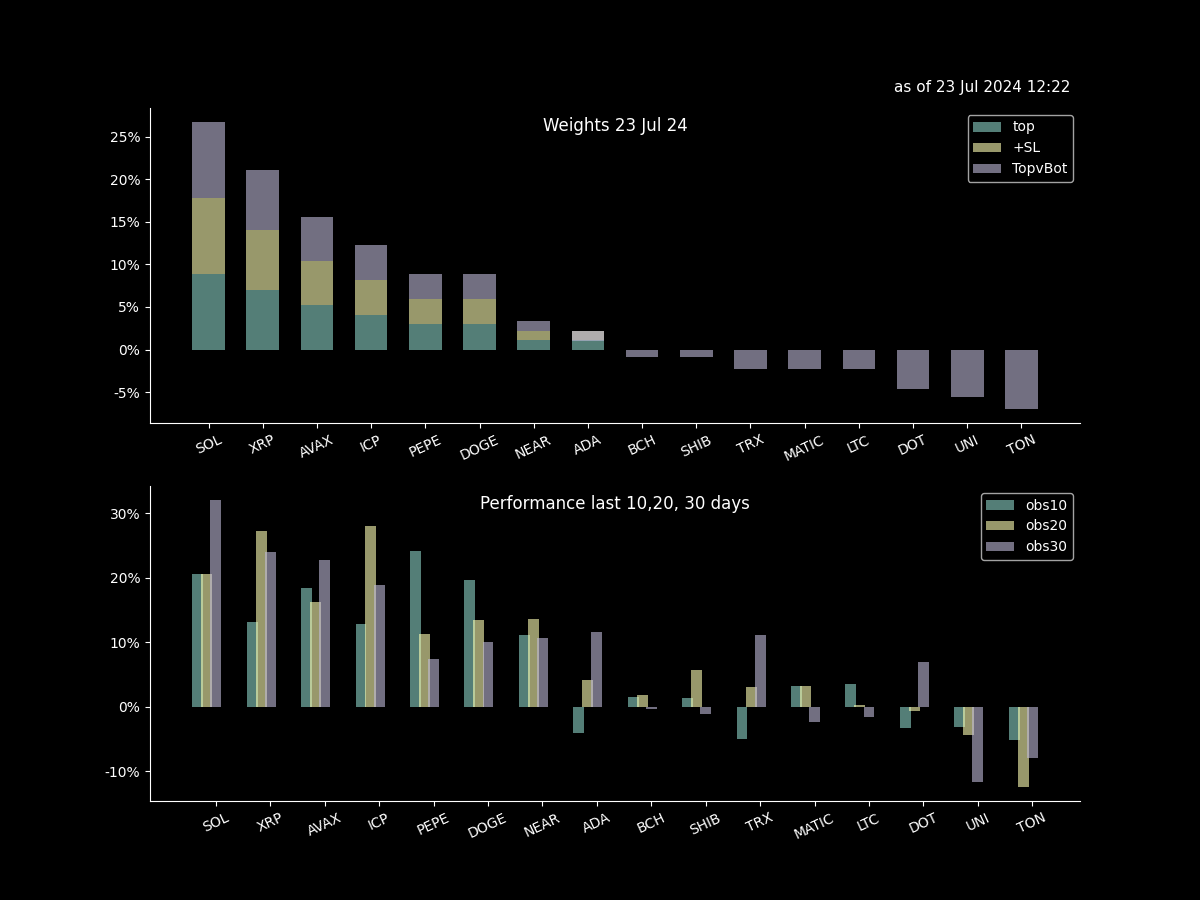 as of 23 Jul 2024 12:22
Weights 23 Jul 24
top
+SL
TopvBot
25%
20%
15%
10%
5%
0%
-5%
SOL XRP AVAX ICP PEPE DOGE NEAR ADA BCH SHIB TRX MATIC LTC DOT UNI TON
Performance last 10,20, 30 days
obs10
obs20
obs30
30%
20%
10%
0%
-10%
SOL XRP AVAX ICP PEPE DOGE NEAR ADA BCH SHIB TRX MATIC LTC DOT UNI TON